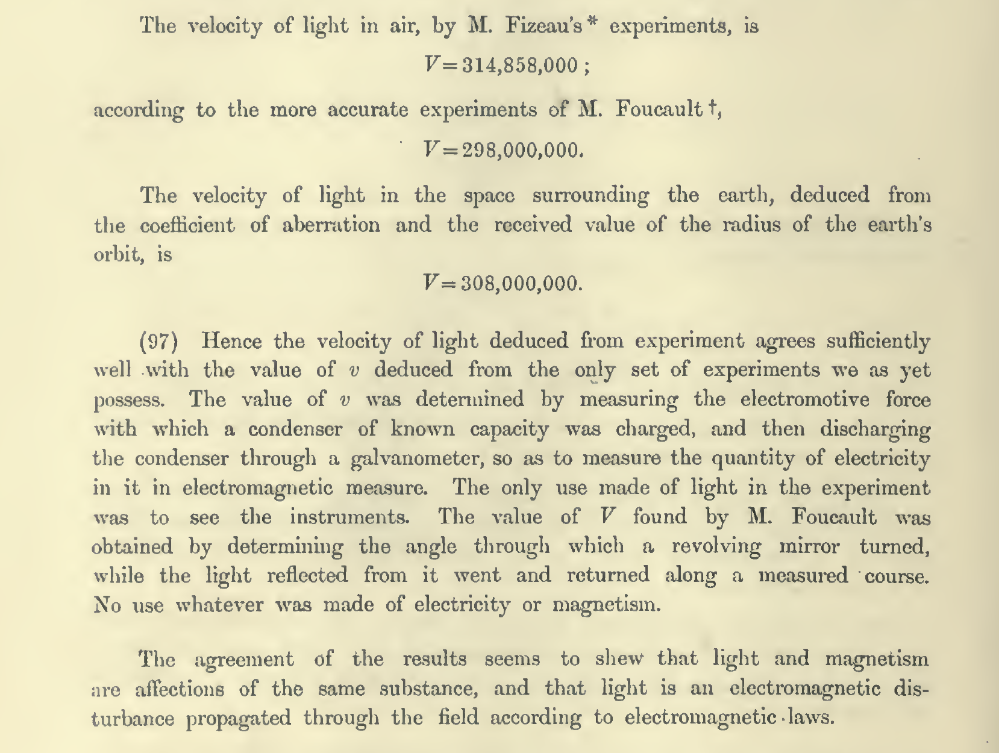 The velocity of light in air, by M. Fizeau's* experiments, is
V=314,858,000;
according to the more accurate experiments of M. Foucault†,
V=298,000,000.
The velocity of light in the space surrounding the earth, deduced from
the coefficient of aberration and the received value of the radius of the earth's
orbit, is
V=308,000,000.
(97) Hence the velocity of light deduced from experiment agrees sufficiently
well with the value of v deduced from the only set of experiments we as yet
possess. The value of v was determined by measuring the electromotive force
with which a condenser of known capacity was charged, and then discharging
the condenser through a galvanometer, so as to measure the quantity of electricity
in it in electromagnetic measure. The only use made of light in the experiment
was to see the instruments. The value of V found by M. Foucault was
obtained by determining the angle through which a revolving mirror turned,
while the light reflected from it went and returned along a measured course.
No use whatever was made of electricity or magnetism.
The agreement of the results seems to shew that light and magnetism
are affections of the same substance, and that light is an electromagnetic dis-
turbance propagated through the field according to electromagnetic laws.